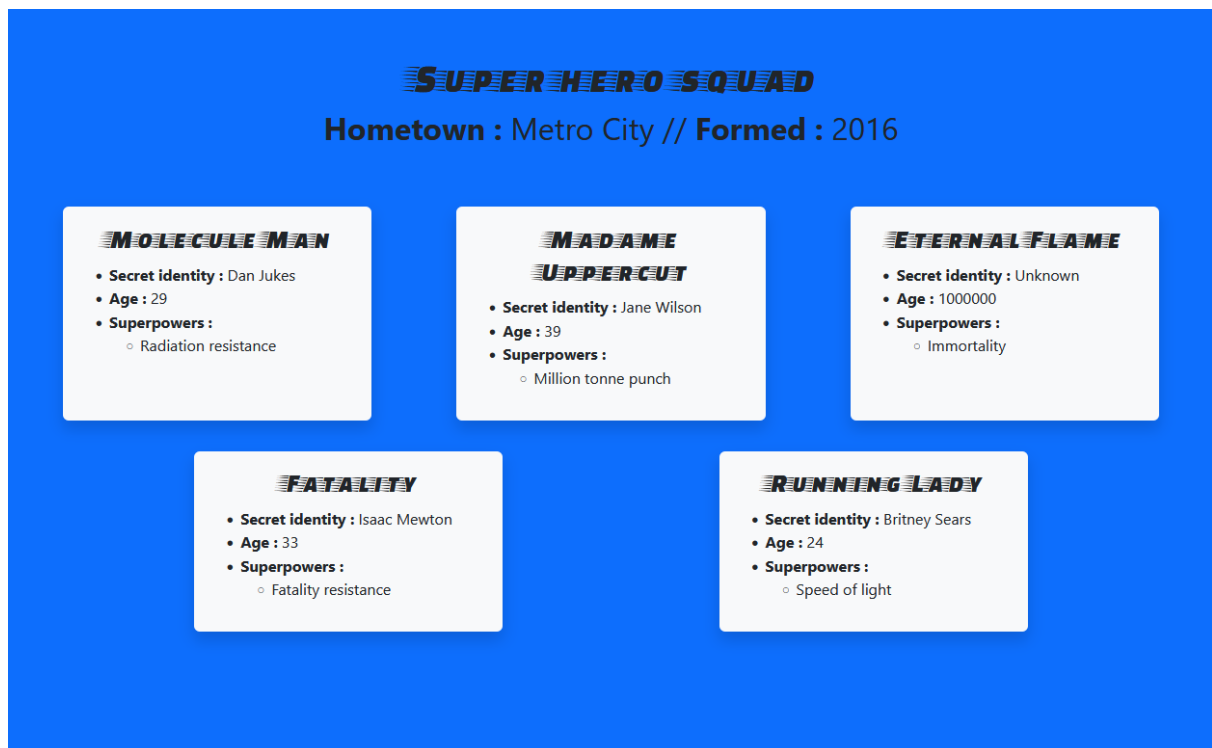 Super hero squad
Hometown : Metro City // Formed : 2016
Molecule Man
• Secret identity : Dan Jukes
• Age : 29
• Superpowers :
○ Radiation resistance
Madame
Uppercut
• Secret identity : Jane Wilson
• Age : 39
• Superpowers :
○ Million tonne punch
Eternal Flame
• Secret identity : Unknown
• Age : 1000000
• Superpowers :
○ Immortality
Fatality
• Secret identity : Isaac Mewton
• Age : 33
• Superpowers :
○ Fatality resistance
Running Lady
• Secret identity : Britney Sears
• Age : 24
• Superpowers :
○ Speed of light